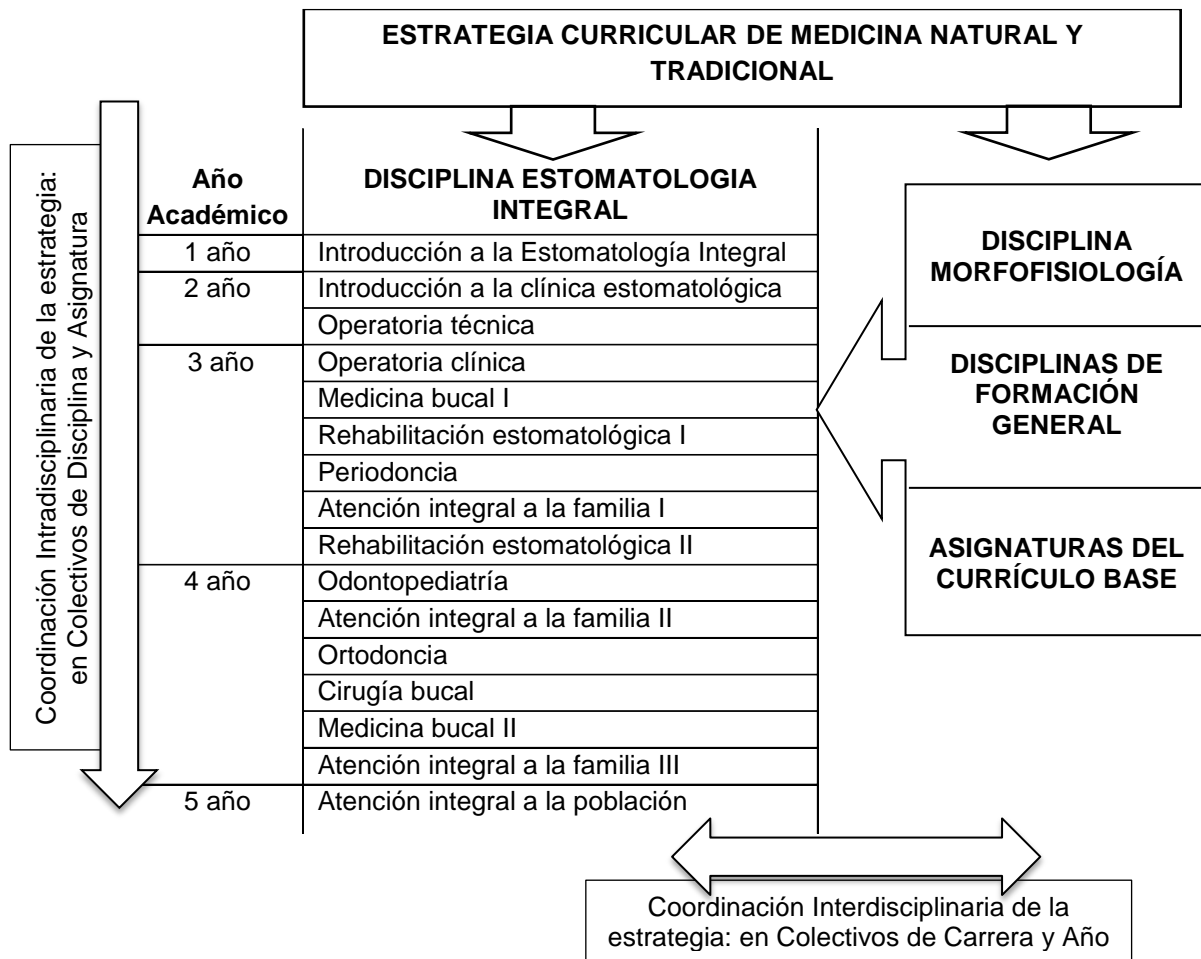 ESTRATEGIA CURRICULAR DE MEDICINA NATURAL Y
TRADICIONAL
Coordinación Intradisciplinaria de la estrategia:
en Colectivos de Disciplina y Asignatura
Año
Académico
DISCIPLINA ESTOMATOLOGIA
INTEGRAL
1 año
Introducción a la Estomatología Integral
2 año
Introducción a la clínica estomatológica
Operatoria técnica
3 año
Operatoria clínica
Medicina bucal I
Rehabilitación estomatológica I
Periodoncia
Atención integral a la familia I
Rehabilitación estomatológica II
4 año
Odontopediatría
Atención integral a la familia II
Ortodoncia
Cirugía bucal
Medicina bucal II
Atención integral a la familia III
5 año
Atención integral a la población
DISCIPLINA
MORFOFISIOLOGÍA
DISCIPLINAS DE
FORMACIÓN
GENERAL
ASIGNATURAS DEL
CURRÍCULO BASE
Coordinación Interdisciplinaria de la
estrategia: en Colectivos de Carrera y Año